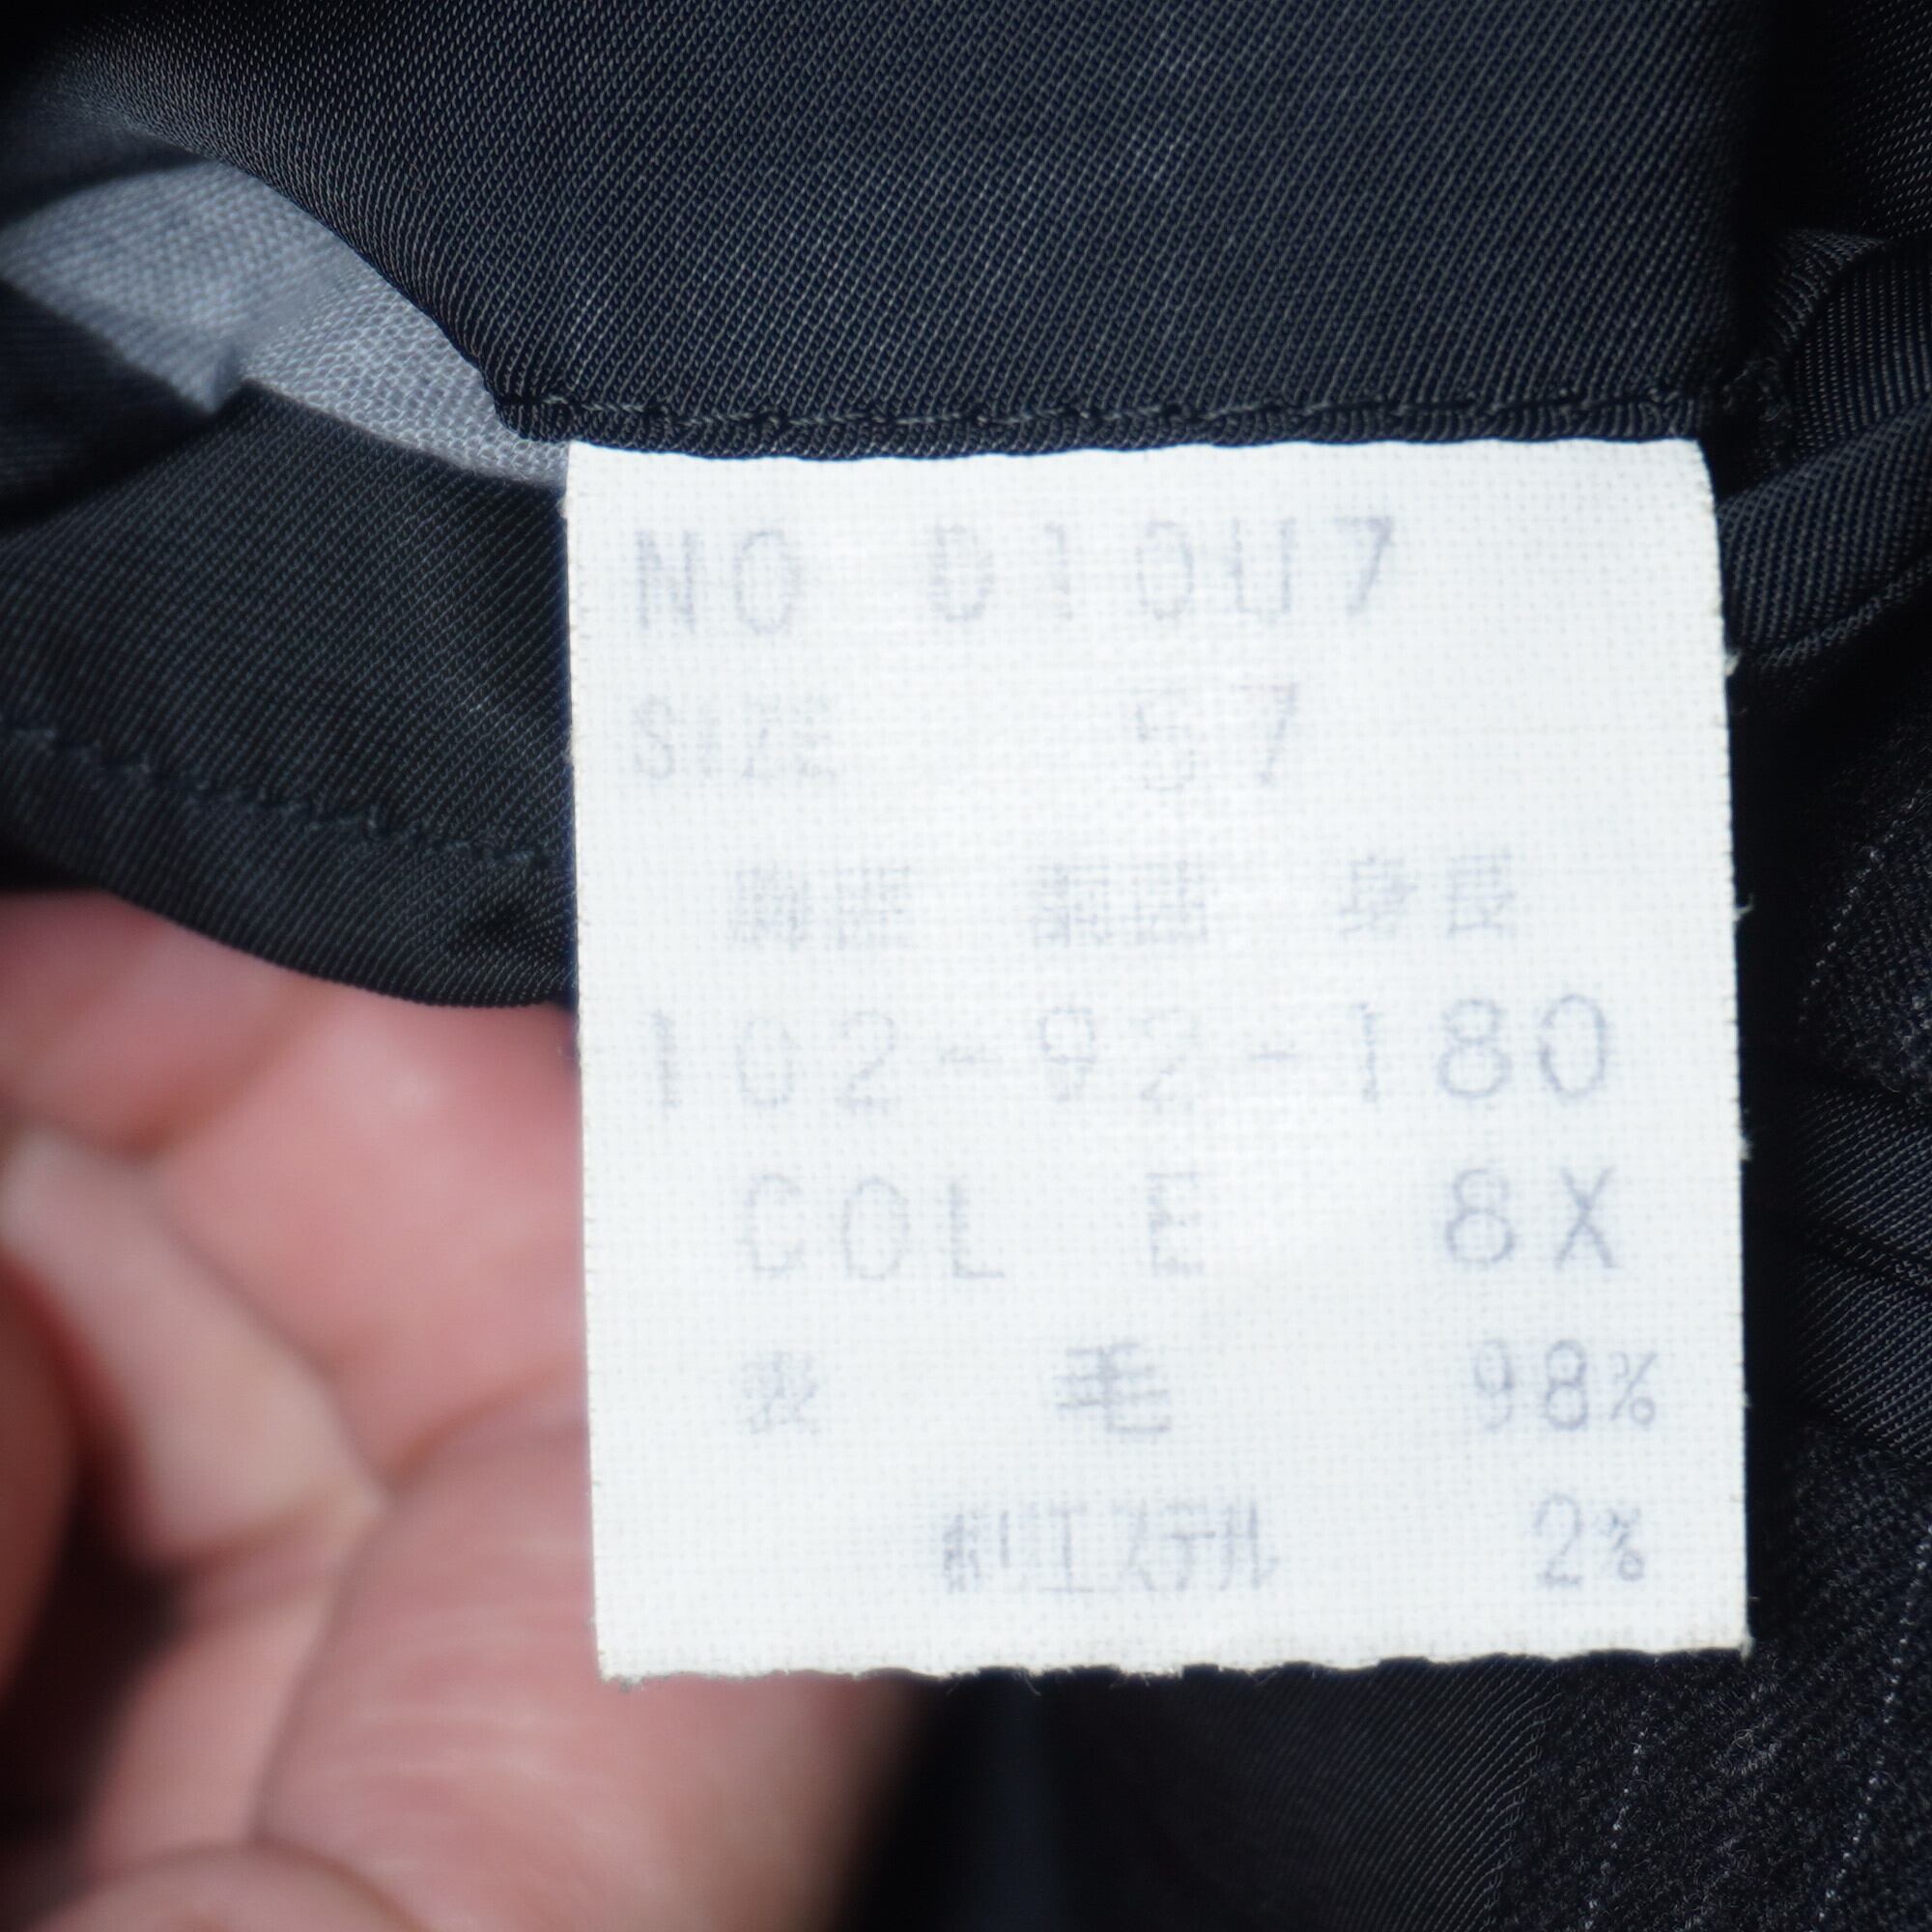 NO D10U7
SIZE 57
胸囲 胴囲 身長
102-92-180
COL E 8X
表 毛 98%
ポリエステル 2%